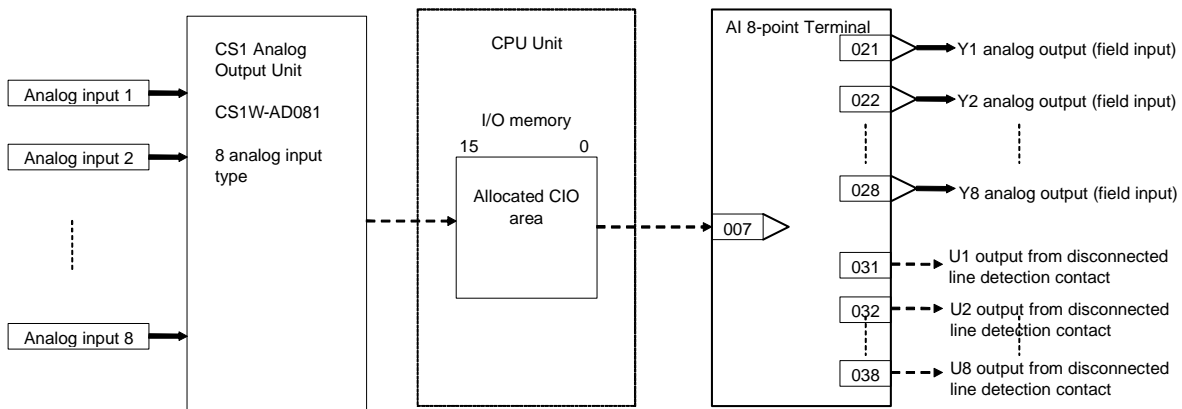 Analog input 1
Analog input 2
Analog input 8
CS1 Analog
Output Unit
CS1W-AD081
8 analog input
type
CPU Unit
I/O memory
15 0
Allocated CIO
area
AI 8-point Terminal
007
021
Y1 analog output (field input)
022
Y2 analog output (field input)
028
Y8 analog output (field input)
031
U1 output from disconnected
line detection contact
032
U2 output from disconnected
line detection contact
038
U8 output from disconnected
line detection contact